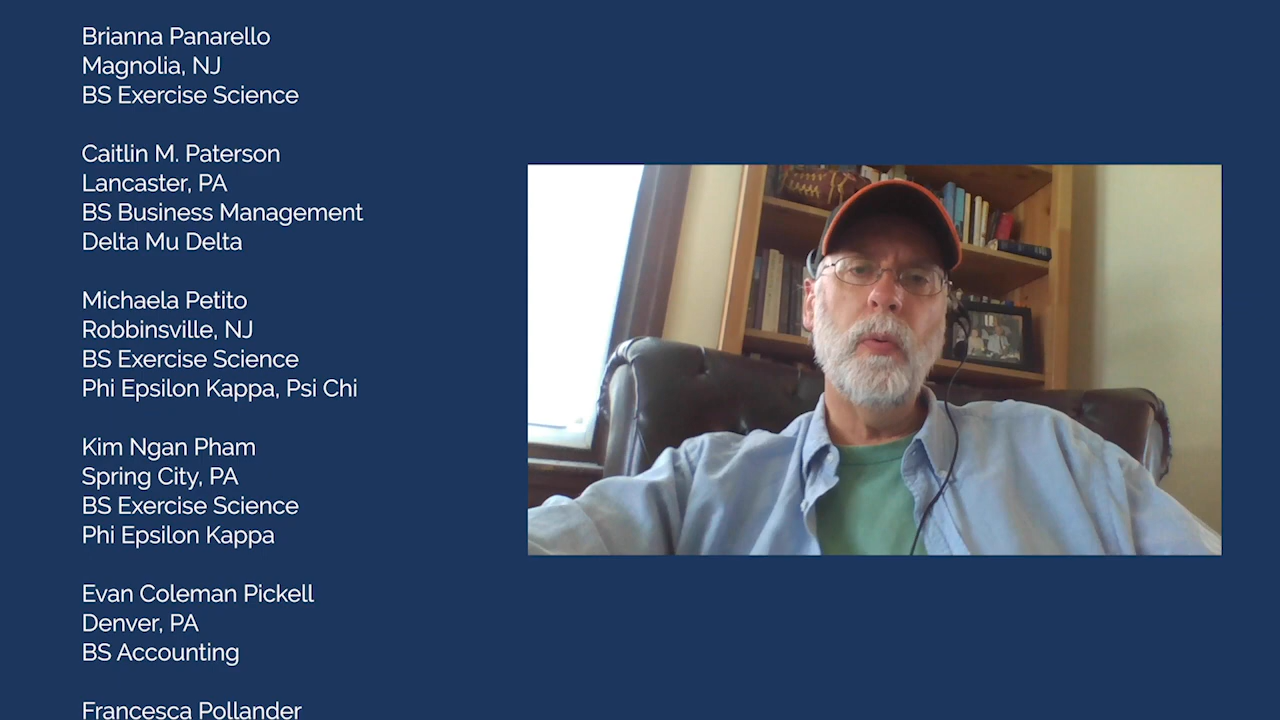 Brianna Panarello
Magnolia, NJ
BS Exercise Science
Caitlin M. Paterson
Lancaster, PA
BS Business Management
Delta Mu Delta
Michaela Petito
Robbinsville, NJ
BS Exercise Science
Phi Epsilon Kappa, Psi Chi
Kim Ngan Pham
Spring City, PA
BS Exercise Science
Phi Epsilon Kappa
Evan Coleman Pickell
Denver, PA
BS Accounting
Francesca Pollander